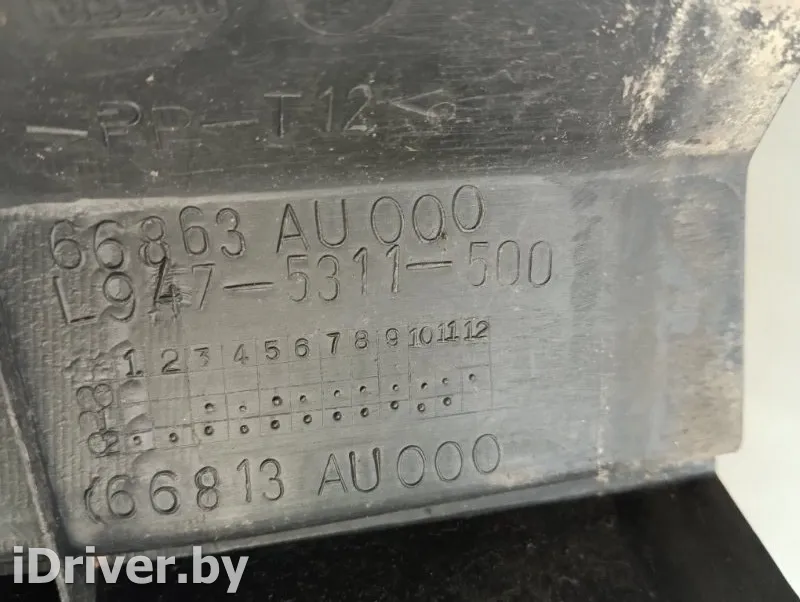 -PP-T12<
66863 AU000
L947-5311-500
1 2 3 4 5 6 7 8 9 10 11 12
(66813 AU000
iDriver.by